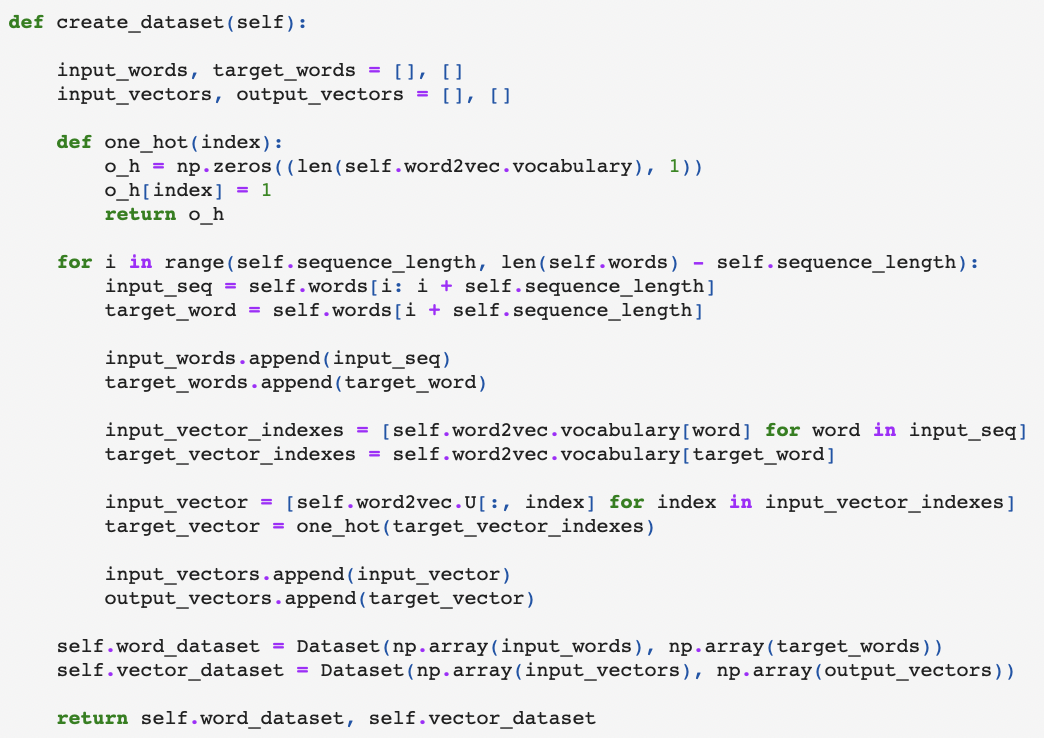 def create_dataset(self):
    input_words, target_words = [], []
    input_vectors, output_vectors = [], []
    def one_hot(index):
        o_h = np.zeros((len(self.word2vec.vocabulary), 1))
        o_h[index] = 1
        return o_h
    for i in range(self.sequence_length, len(self.words) - self.sequence_length):
        input_seq = self.words[i: i + self.sequence_length]
        target_word = self.words[i + self.sequence_length]
        input_words.append(input_seq)
        target_words.append(target_word)
        input_vector_indexes = [self.word2vec.vocabulary[word] for word in input_seq]
        target_vector_indexes = self.word2vec.vocabulary[target_word]
        input_vector = [self.word2vec.U[:, index] for index in input_vector_indexes]
        target_vector = one_hot(target_vector_indexes)
        input_vectors.append(input_vector)
        output_vectors.append(target_vector)
    self.word_dataset = Dataset(np.array(input_words), np.array(target_words))
    self.vector_dataset = Dataset(np.array(input_vectors), np.array(output_vectors))
    return self.word_dataset, self.vector_dataset